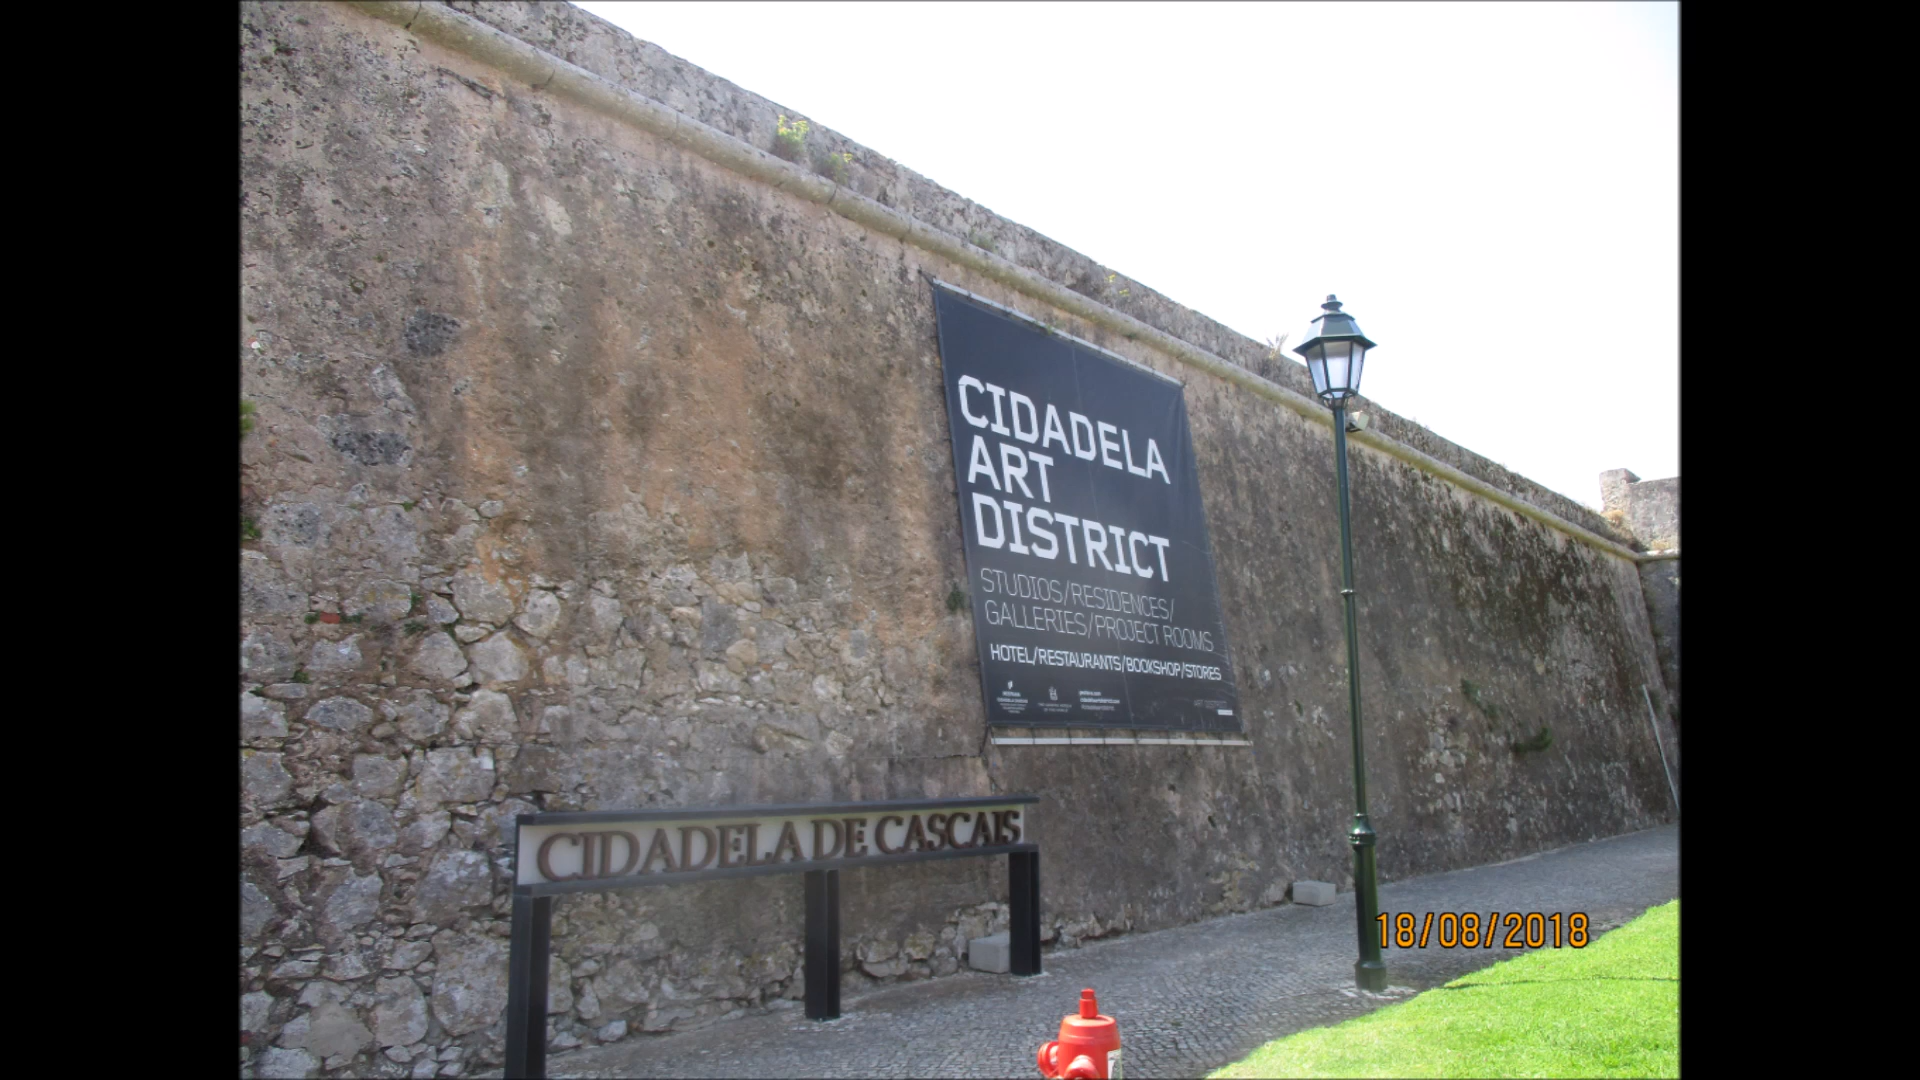 CIDADELA
ART
DISTRICT
STUDIOS/RESIDENCES/
GALLERIES/PROJECT ROOMS
HOTEL/RESTAURANTS/BOOKSHOP/STORES
CIDADELA DE CASCAIS
18/08/2018